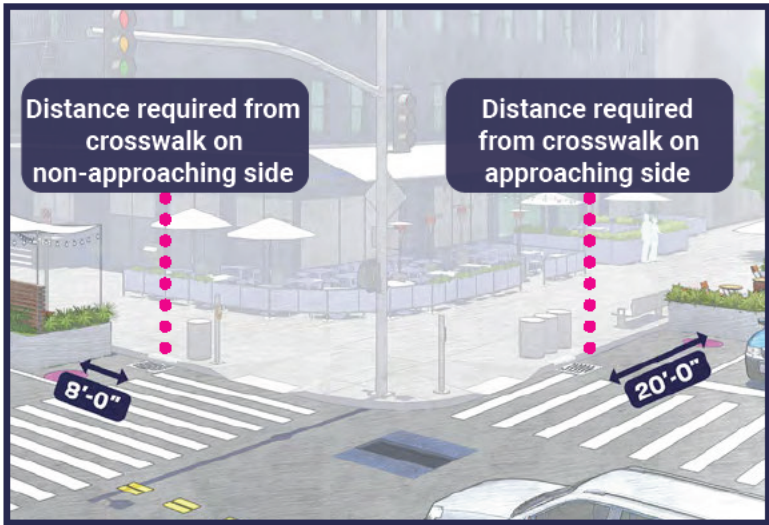 Distance required from
crosswalk on
non-approaching side
Distance required
from crosswalk on
approaching side
8'-0"
20'-0"